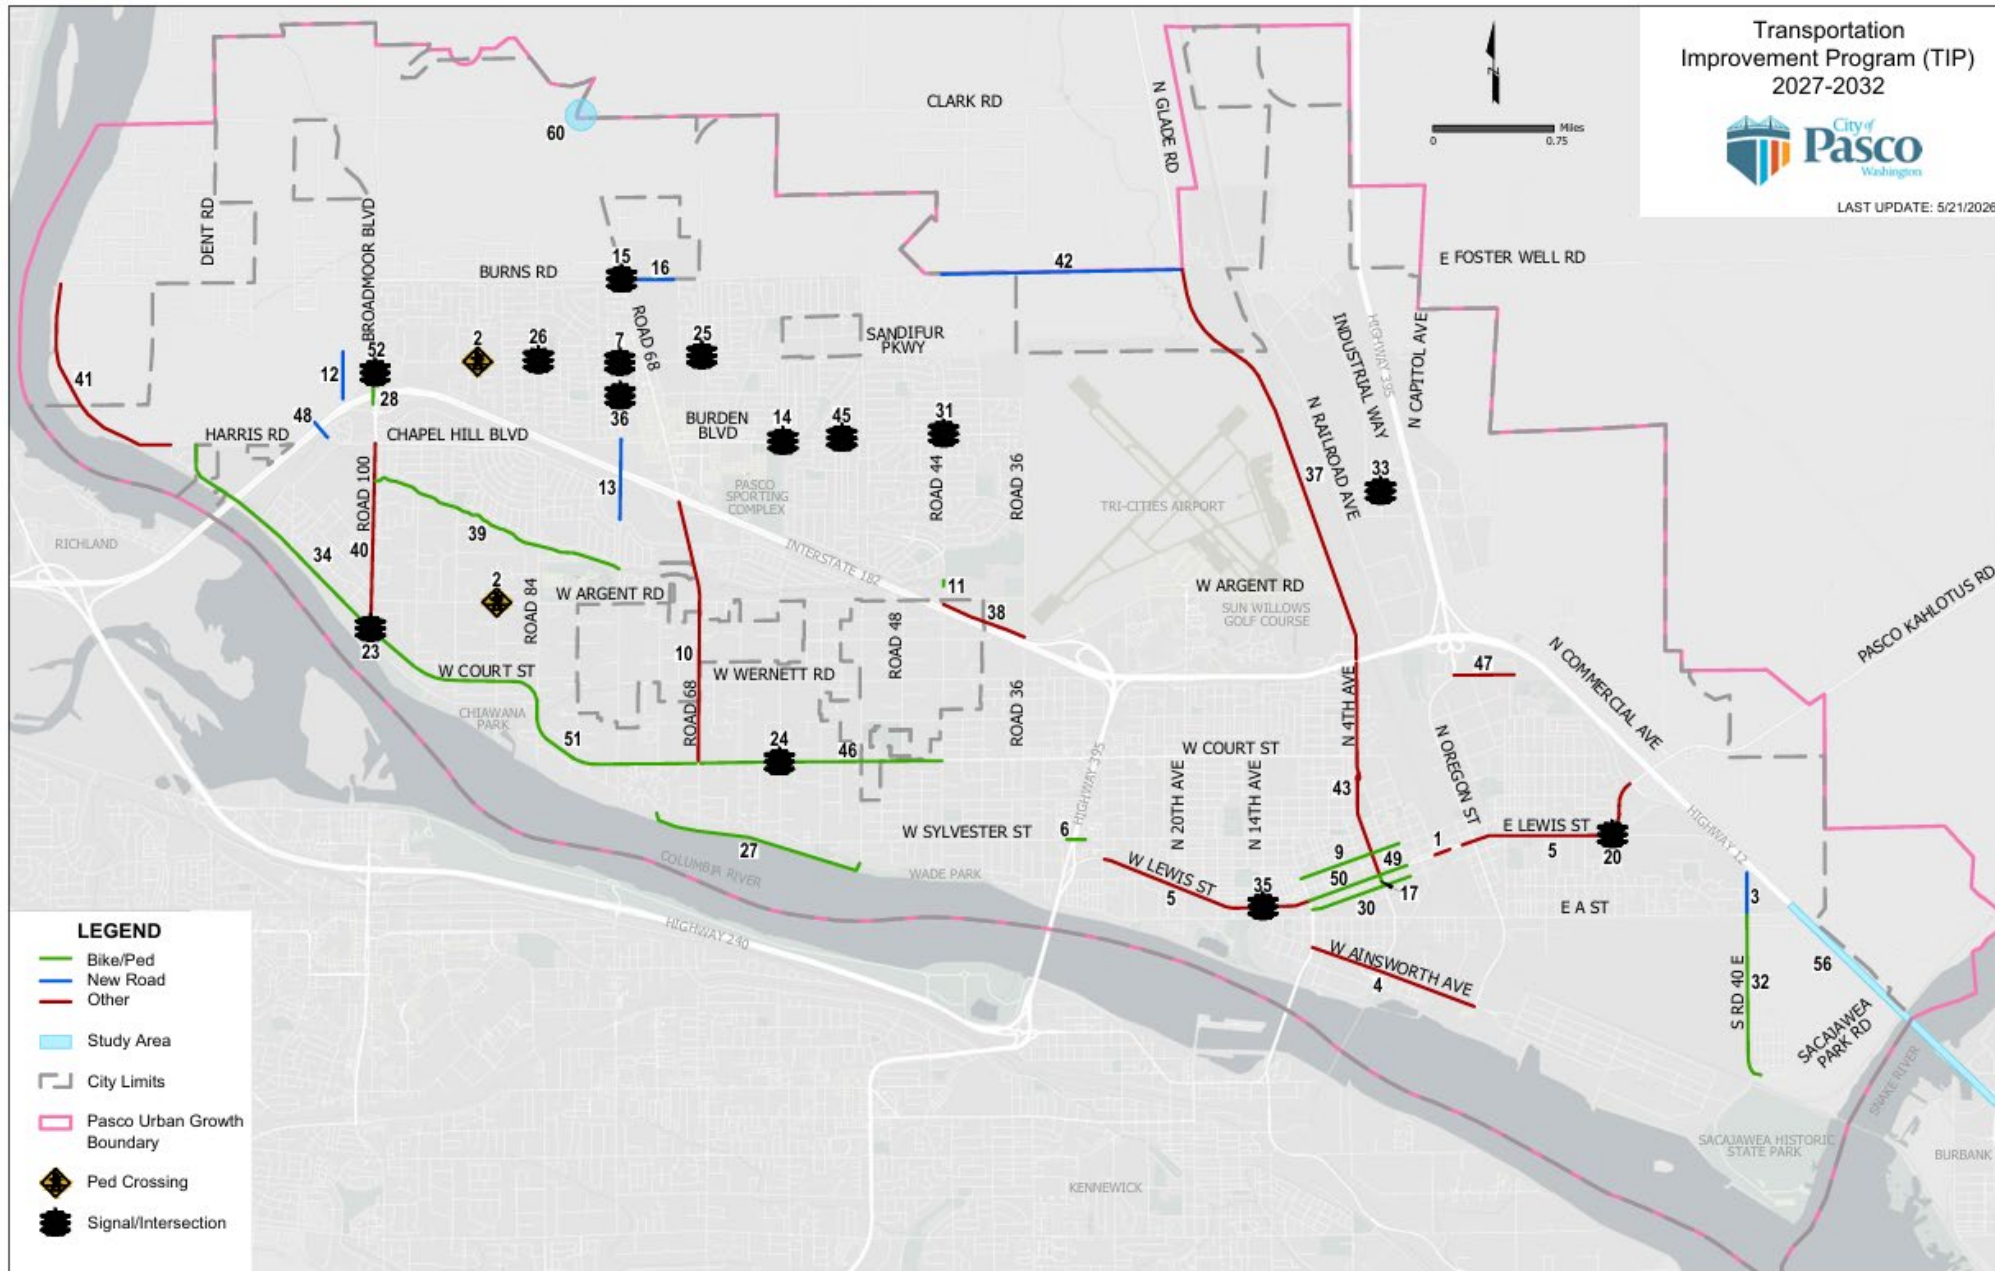 Transportation
Improvement Program (TIP)
2027-2032
City of
Pasco
Washington
LAST UPDATE: 5/21/2026
N
0
0.75
Miles
CLARK RD
N GLADE RD
60
DENT RD
BROADMOOR BLVD
BURNS RD
15
16
42
E FOSTER WELL RD
ROAD 68
52
2
26
7
25
SANDIFUR
PKWY
INDUSTRIAL WAY
HIGHWAY 395
N CAPITOL AVE
41
12
28
36
48
HARRIS RD
CHAPEL HILL BLVD
BURDEN
BLVD
14
45
31
N RAILROAD AVE
37
33
13
ROAD 100
PASCO
SPORTING
COMPLEX
ROAD 44
ROAD 36
TRI-CITIES AIRPORT
RICHLAND
34
40
39
INTERSTATE 182
2
ROAD 84
W ARGENT RD
11
38
W ARGENT RD
SUN WILLOWS
GOLF COURSE
PASCO KAHLOTUS RD
23
W COURT ST
10
W WERNETT RD
ROAD 48
47
N COMMERCIAL AVE
CHIAWANA
PARK
ROAD 68
ROAD 36
N 4TH AVE
51
24
46
HIGHWAY 395
W COURT ST
N 20TH AVE
N 14TH AVE
43
N OREGON ST
27
W SYLVESTER ST
6
E LEWIS ST
20
HIGHWAY 12
COLUMBIA RIVER
WADE PARK
W LEWIS ST
5
35
9
49
50
17
30
1
5
E A ST
3
HIGHWAY 240
W AINSWORTH AVE
4
S RD 40 E
32
56
SACAJAWEA
PARK RD
SNAKE RIVER
SACAJAWEA HISTORIC
STATE PARK
BURBANK
KENNEWICK
LEGEND
Bike/Ped
New Road
Other
Study Area
City Limits
Pasco Urban Growth
Boundary
Ped Crossing
Signal/Intersection